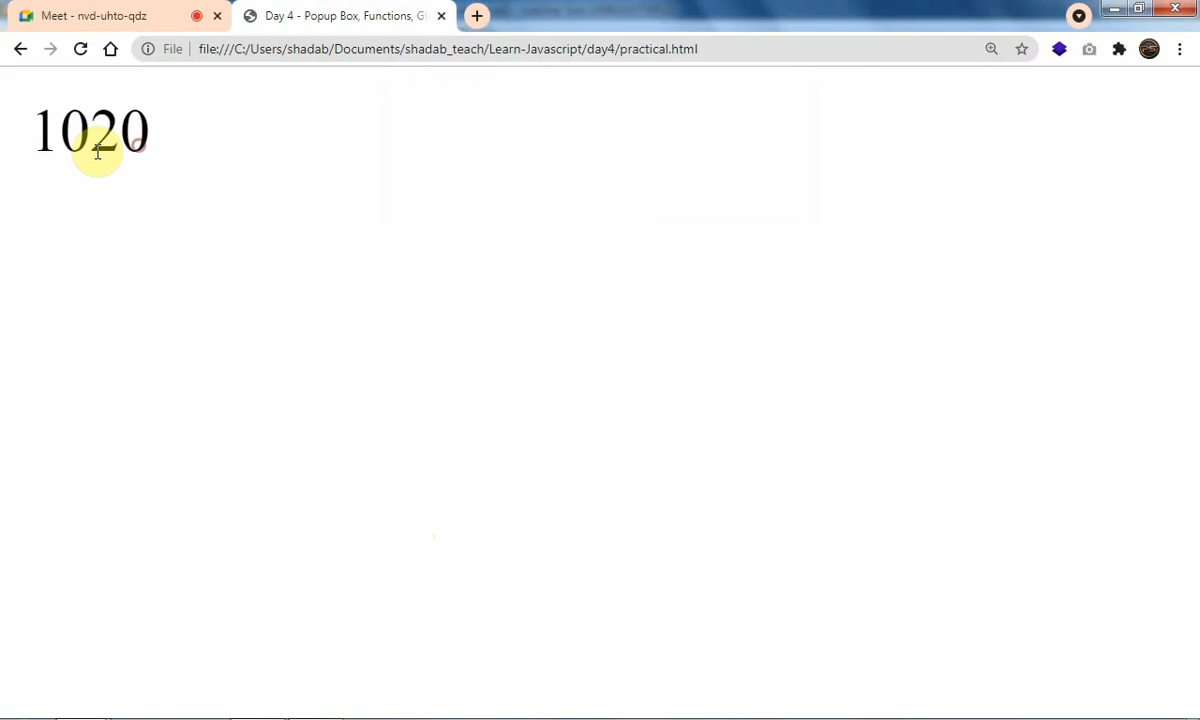 Meet - nvd-uhto-qdz
Day 4 - Popup Box, Functions, Gl
File
file:///C:/Users/shadab/Documents/shadab_teach/Learn-Javascript/day4/practical.html
1020